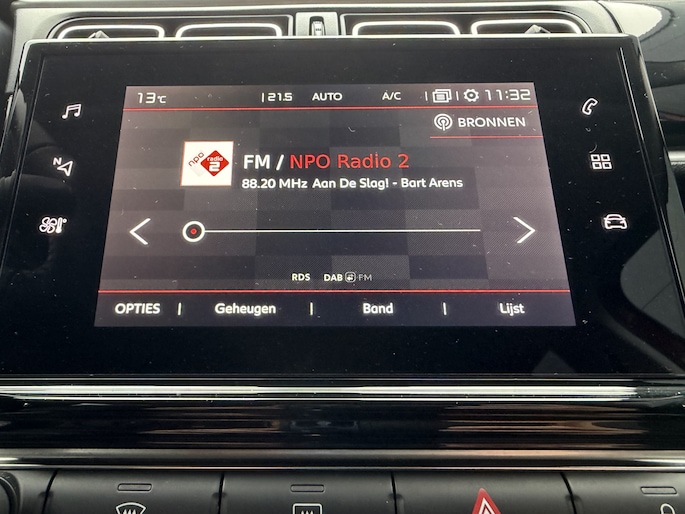 13°C | 21.5 AUTO A/C | | 11:32
BRONNEN
N
npo radio 2
FM / NPO Radio 2
88.20 MHz Aan De Slag! - Bart Arens
RDS DAB FM
OPTIES | Geheugen | Band | Lijst